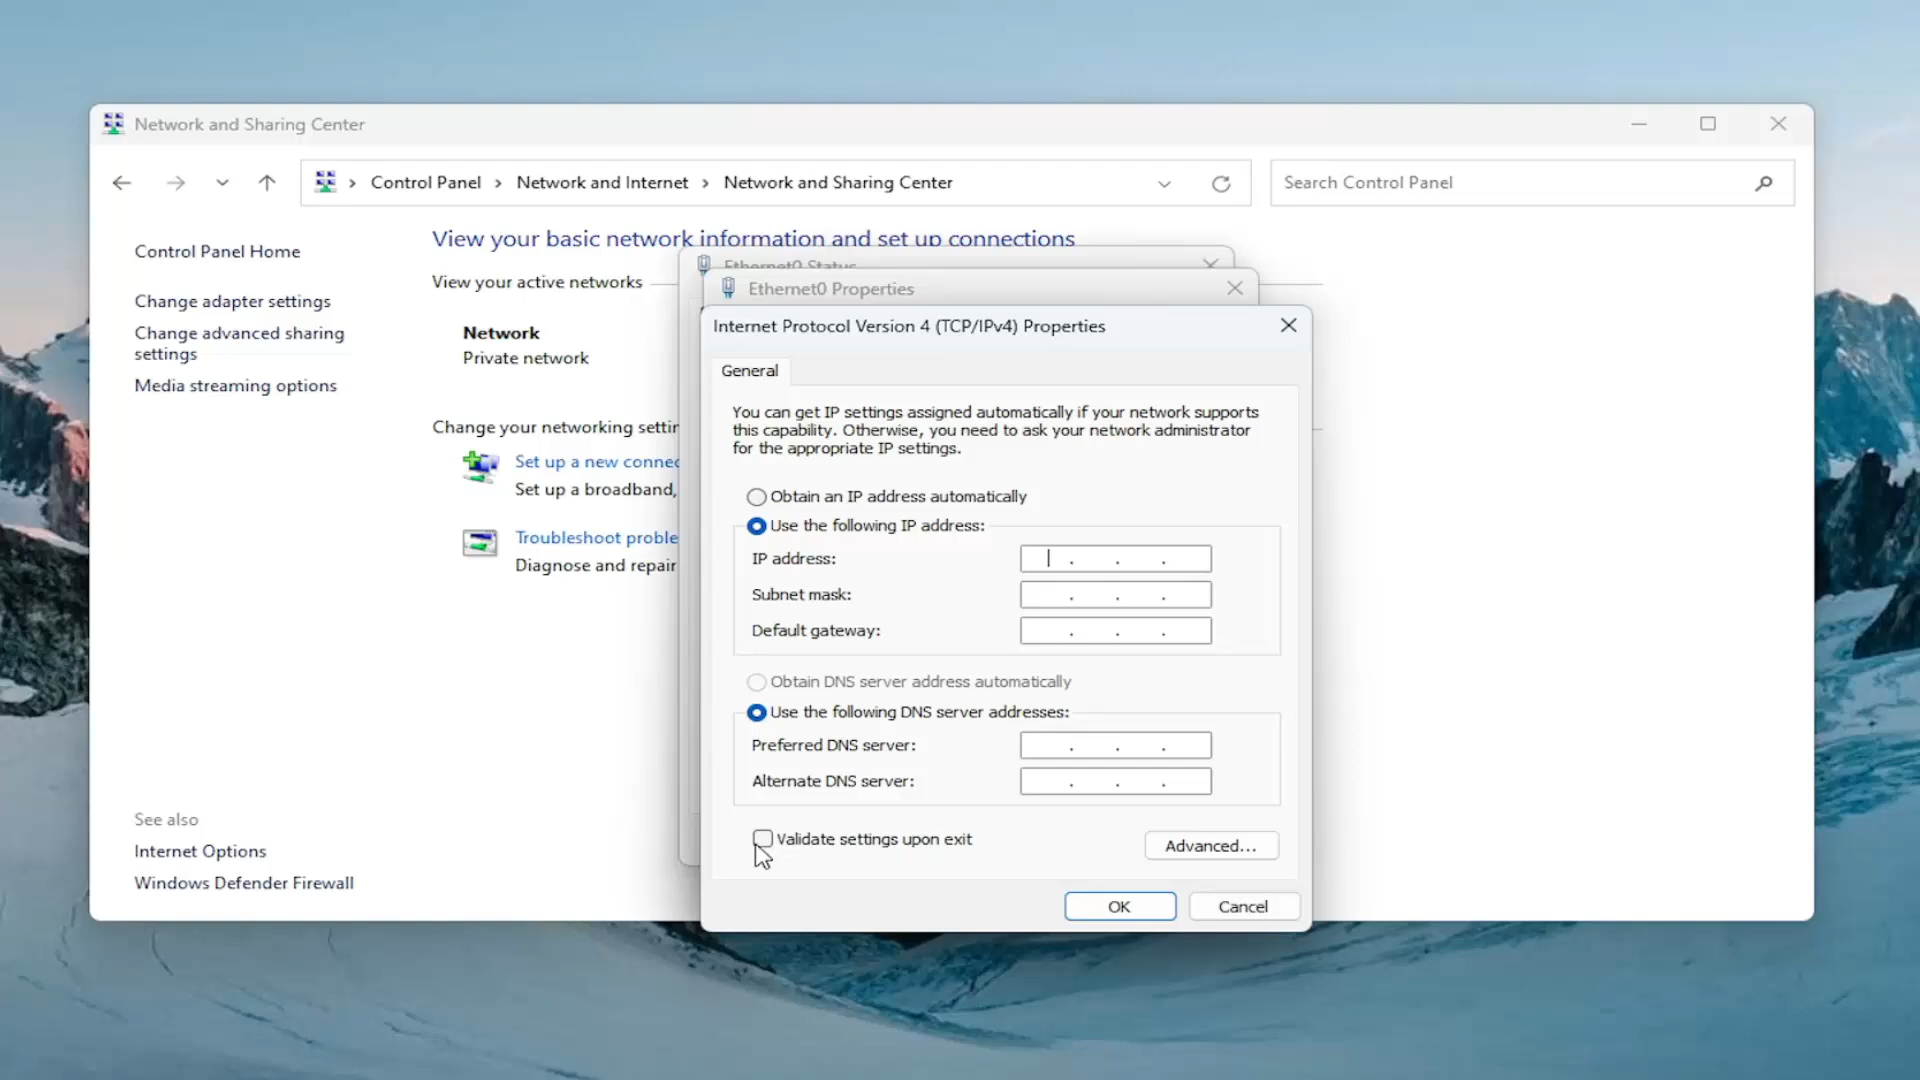 Network and Sharing Center
Control Panel > Network and Internet > Network and Sharing Center
Search Control Panel
Control Panel Home
Change adapter settings
Change advanced sharing
settings
Media streaming options
See also
Internet Options
Windows Defender Firewall
View your basic network information and set up connections
View your active networks
Network
Private network
Change your networking settin
Set up a new connec
Set up a broadband,
Troubleshoot proble
Diagnose and repair
Ethernet0 Status
Ethernet0 Properties
Internet Protocol Version 4 (TCP/IPv4) Properties
General
You can get IP settings assigned automatically if your network supports
this capability. Otherwise, you need to ask your network administrator
for the appropriate IP settings.
Obtain an IP address automatically
Use the following IP address:
IP address:
Subnet mask:
Default gateway:
Obtain DNS server address automatically
Use the following DNS server addresses:
Preferred DNS server:
Alternate DNS server:
Validate settings upon exit
Advanced...
OK
Cancel